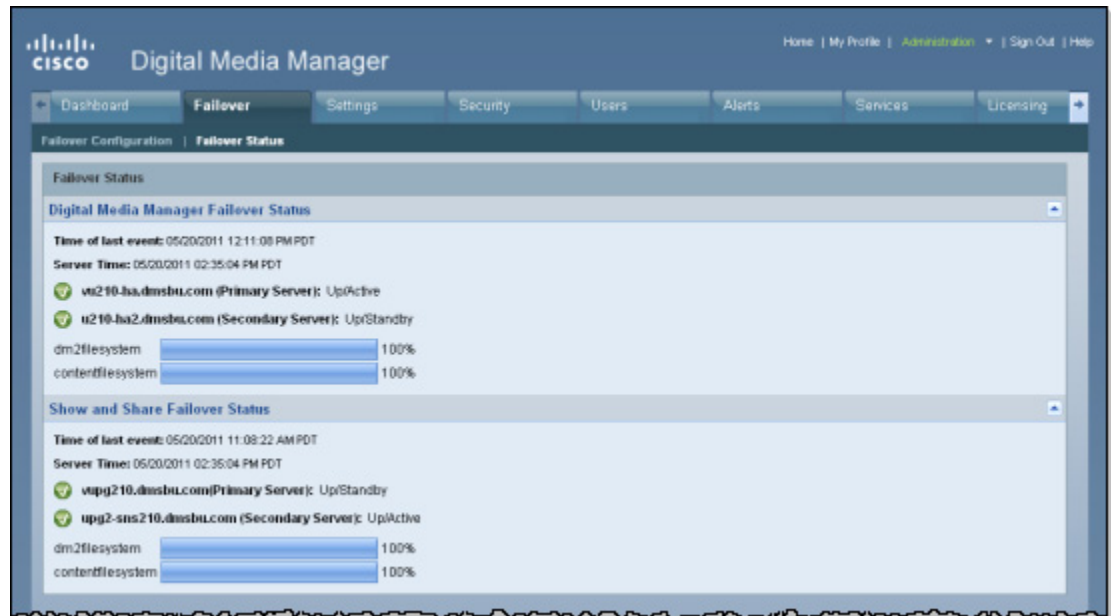 Home | My Profile | Administration | Sign Out | Help
CISCO Digital Media Manager
Dashboard Failover Settings Security Users Alerts Services Licensing
Failover Configuration | Failover Status
Failover Status
Digital Media Manager Failover Status
Time of last event: 05/20/2011 12:11:08 PM PDT
Server Time: 05/20/2011 02:35:04 PM PDT
vu210-ha.dmsbu.com (Primary Server): Up/Active
u210-ha2.dmsbu.com (Secondary Server): Up/Standby
dm2filesystem 100%
contentfilesystem 100%
Show and Share Failover Status
Time of last event: 05/20/2011 11:08:22 AM PDT
Server Time: 05/20/2011 02:35:04 PM PDT
vupg210.dmsbu.com(Primary Server): Up/Standby
upg2-sns210.dmsbu.com (Secondary Server): Up/Active
dm2filesystem 100%
contentfilesystem 100%